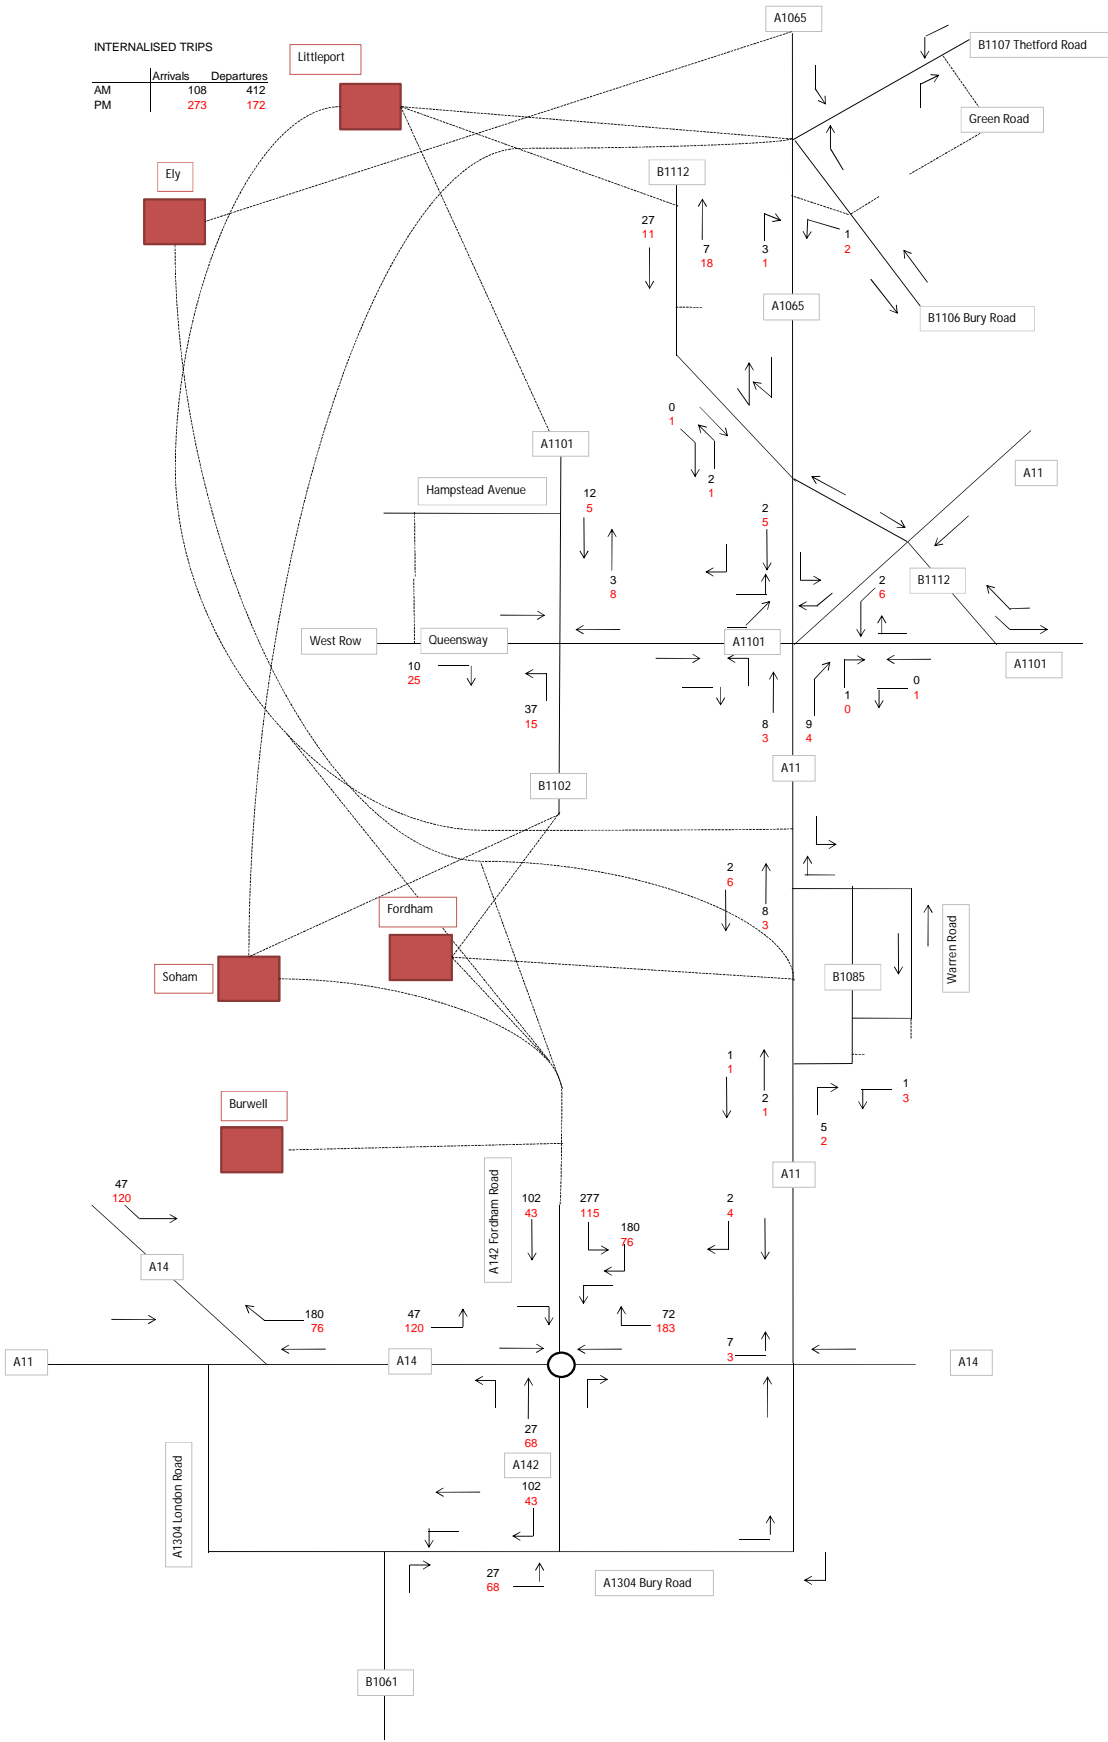 A1065
INTERNALISED TRIPS
Littleport
B1107 Thetford Road
Arrivals Departures
AM 108 412
PM 273 172
Green Road
Ely
B1112
27
11
7
18
3
1
1
2
A1065
B1106 Bury Road
0
1
A1101
A11
2
1
Hampstead Avenue
12
5
2
5
3
8
B1112
2
6
West Row
Queensway
A1101
A1101
10
25
37
15
1
0
0
1
8
3
9
4
A11
B1102
2
6
8
3
Fordham
Warren Road
Soham
B1085
1
1
2
1
1
3
Burwell
5
2
A11
47
120
A142 Fordham Road
102
43
277
115
2
4
180
76
A14
180
76
47
120
72
183
7
3
A11
A14
A14
27
68
A142
A1304 London Road
102
43
27
68
A1304 Bury Road
B1061